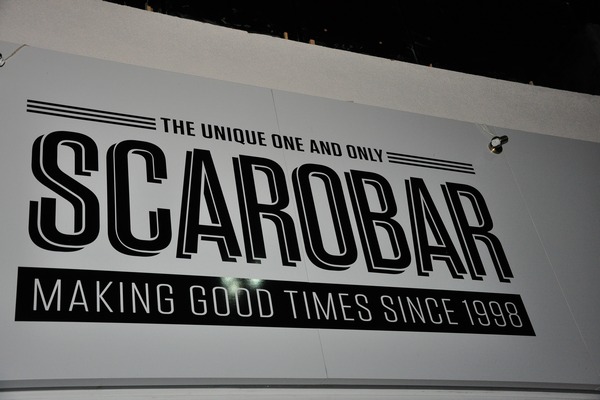 THE UNIQUE ONE AND ONLY
SCAROBAR
MAKING GOOD TIMES SINCE 1998